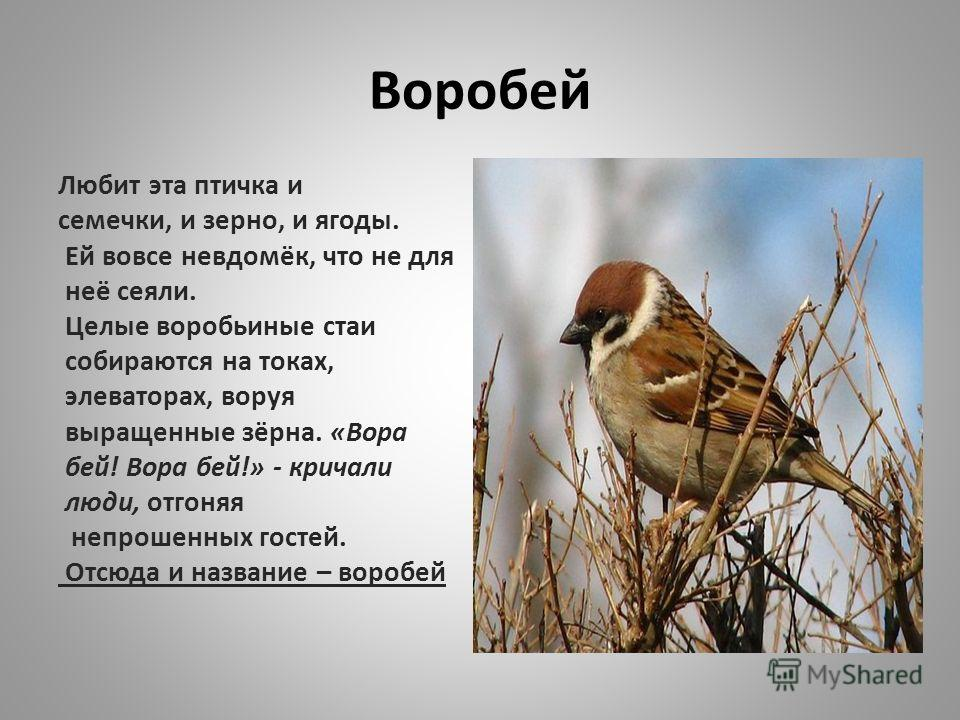 Воробей
Любит эта птичка и
семечки, и зерно, и ягоды.
Ей вовсе невдомёк, что не для
неё сеяли.
Целые воробьиные стаи
собираются на токах,
элеваторах, воруя
выращенные зёрна. «Вора
бей! Вора бей!» - кричали
люди, отгоняя
непрошенных гостей.
Отсюда и название – воробей
MyShared